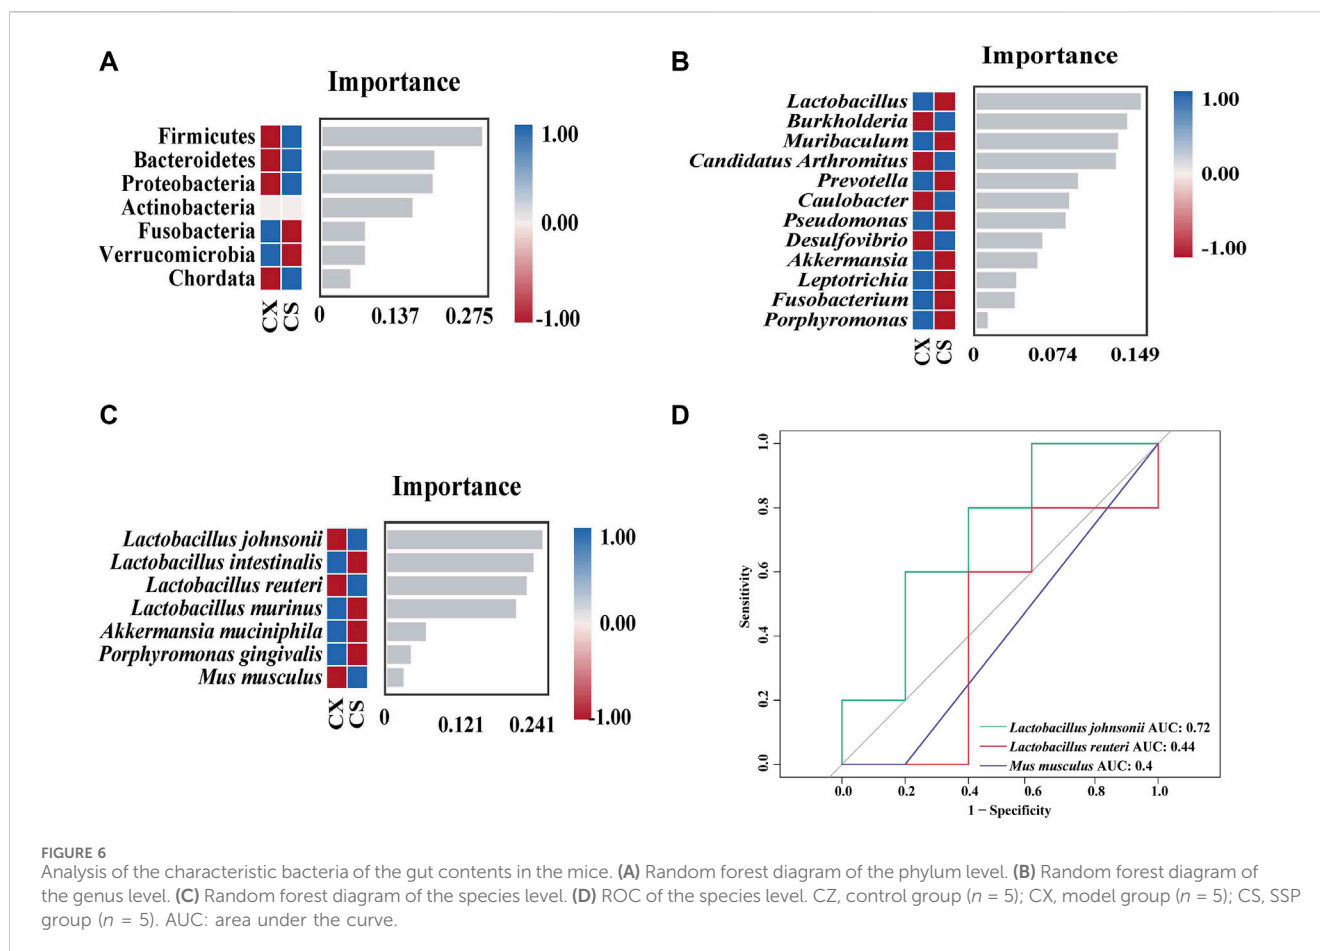 A
Importance
Firmicutes
Bacteroidetes
Proteobacteria
Actinobacteria
Fusobacteria
Verrucomicrobia
Chordata
CX
CS
0
0.137
0.275
1.00
0.00
-1.00
B
Importance
Lactobacillus
Burkholderia
Muribaculum
Candidatus Arthromitus
Prevotella
Caulobacter
Pseudomonas
Desulfovibrio
Akkermansia
Leptotrichia
Fusobacterium
Porphyromonas
CX
CS
0
0.074
0.149
1.00
0.00
-1.00
C
Importance
Lactobacillus johnsonii
Lactobacillus intestinalis
Lactobacillus reuteri
Lactobacillus murinus
Akkermansia muciniphila
Porphyromonas gingivalis
Mus musculus
CX
CS
0
0.121
0.241
1.00
0.00
-1.00
D
Sensitivity
1.0
0.8
0.6
0.4
0.2
0.0
Lactobacillus johnsonii AUC: 0.72
Lactobacillus reuteri AUC: 0.44
Mus musculus AUC: 0.4
0.0
0.2
0.4
0.6
0.8
1.0
1 – Specificity
FIGURE 6
Analysis of the characteristic bacteria of the gut contents in the mice. (A) Random forest diagram of the phylum level. (B) Random forest diagram of
the genus level. (C) Random forest diagram of the species level. (D) ROC of the species level. CZ, control group (n = 5); CX, model group (n = 5); CS, SSP
group (n = 5). AUC: area under the curve.